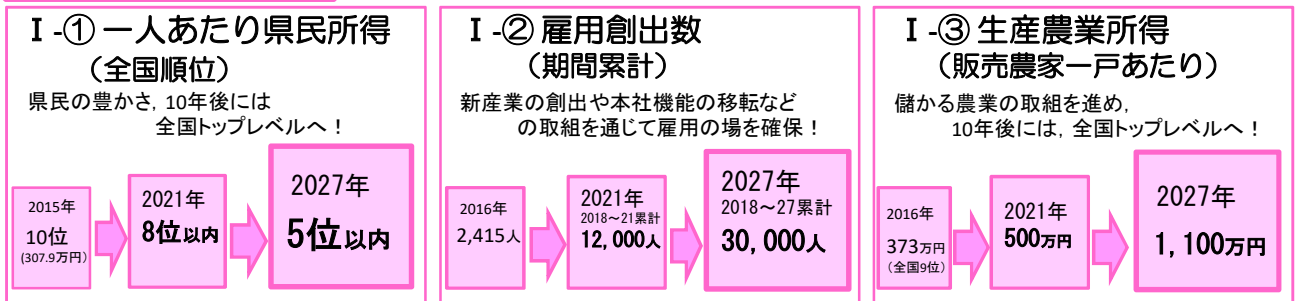 Ⅰ-① 一人あたり県民所得
（全国順位）
県民の豊かさ，10年後には
全国トップレベルへ！
2015年
10位
(307.9万円)
2021年
8位以内
2027年
5位以内
Ⅰ-② 雇用創出数
（期間累計）
新産業の創出や本社機能の移転など
の取組を通じて雇用の場を確保！
2016年
2,415人
2021年
2018～21累計
12,000人
2027年
2018～27累計
30,000人
Ⅰ-③ 生産農業所得
（販売農家一戸あたり）
儲かる農業の取組を進め，
10年後には，全国トップレベルへ！
2016年
373万円
（全国9位）
2021年
500万円
2027年
1,100万円